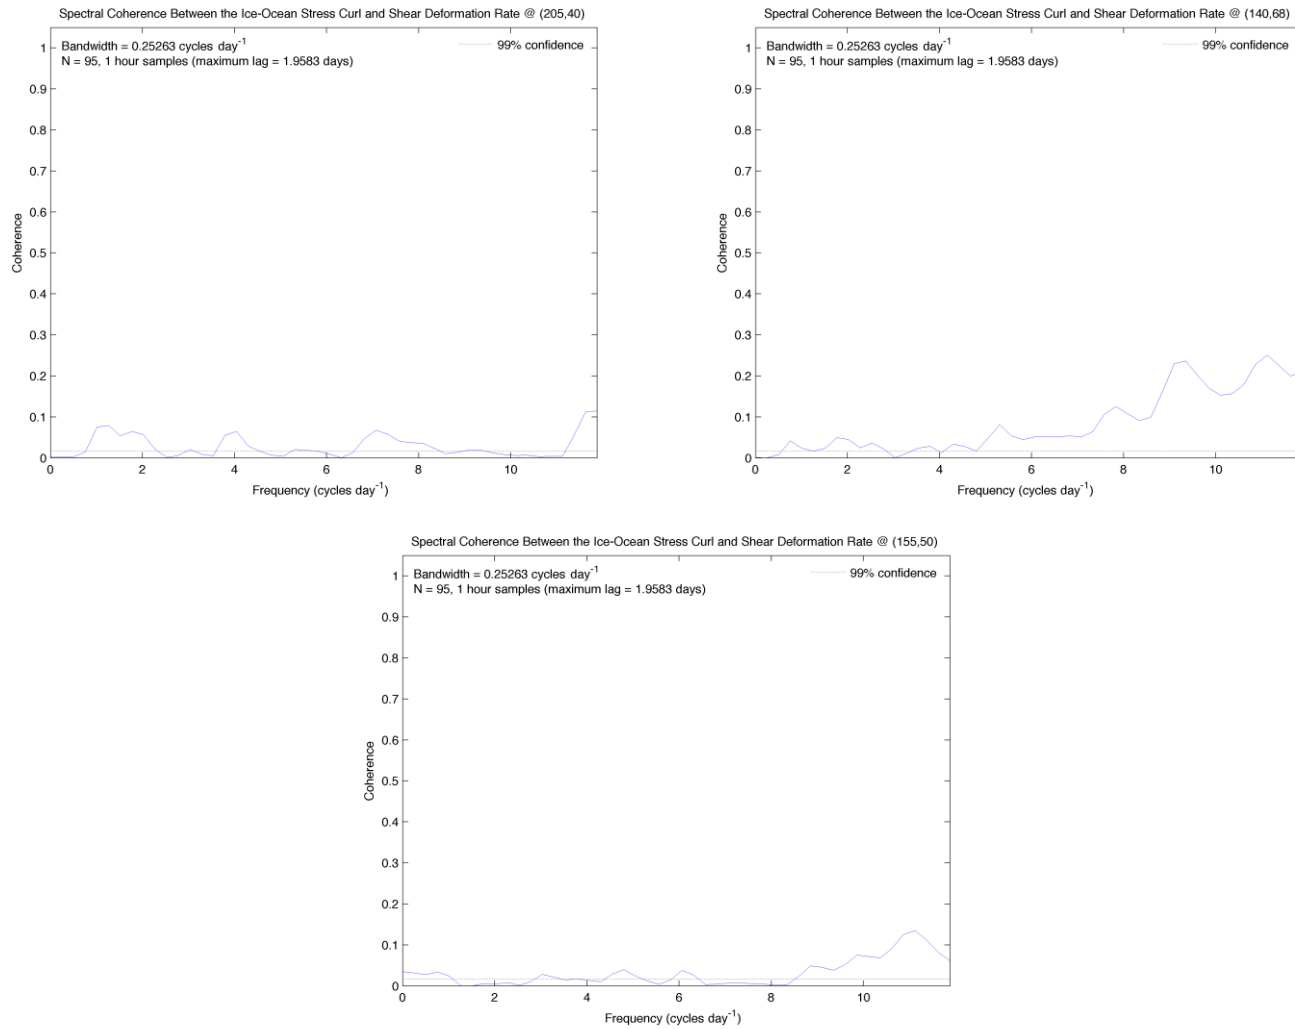 Spectral Coherence Between the Ice-Ocean Stress Curl and Shear Deformation Rate @ (205,40)
Bandwidth = 0.25263 cycles day-1
N = 95, 1 hour samples (maximum lag = 1.9583 days)
99% confidence
1
0.9
0.8
0.7
0.6
0.5
0.4
0.3
0.2
0.1
0
Coherence
0 2 4 6 8 10
Frequency (cycles day-1)
Spectral Coherence Between the Ice-Ocean Stress Curl and Shear Deformation Rate @ (140,68)
Bandwidth = 0.25263 cycles day-1
N = 95, 1 hour samples (maximum lag = 1.9583 days)
99% confidence
1
0.9
0.8
0.7
0.6
0.5
0.4
0.3
0.2
0.1
0
Coherence
0 2 4 6 8 10
Frequency (cycles day-1)
Spectral Coherence Between the Ice-Ocean Stress Curl and Shear Deformation Rate @ (155,50)
Bandwidth = 0.25263 cycles day-1
N = 95, 1 hour samples (maximum lag = 1.9583 days)
99% confidence
1
0.9
0.8
0.7
0.6
0.5
0.4
0.3
0.2
0.1
0
Coherence
0 2 4 6 8 10
Frequency (cycles day-1)